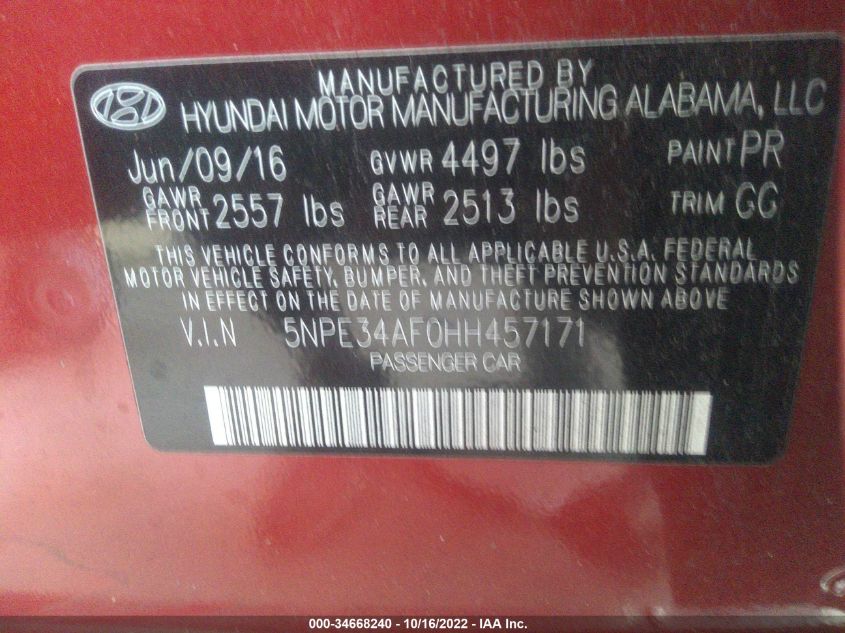 MANUFACTURED BY
HYUNDAI MOTOR MANUFACTURING ALABAMA, LLC
Jun/09/16 GVWR 4497 lbs PAINT PR
GAWR FRONT 2557 lbs GAWR REAR 2513 lbs TRIM GG
THIS VEHICLE CONFORMS TO ALL APPLICABLE U.S.A. FEDERAL
MOTOR VEHICLE SAFETY, BUMPER, AND THEFT PREVENTION STANDARDS
IN EFFECT ON THE DATE OF MANUFACTURE SHOWN ABOVE
V.I.N 5NPE34AF0HH457171
PASSENGER CAR
000-34668240 - 10/16/2022 - IAA Inc.